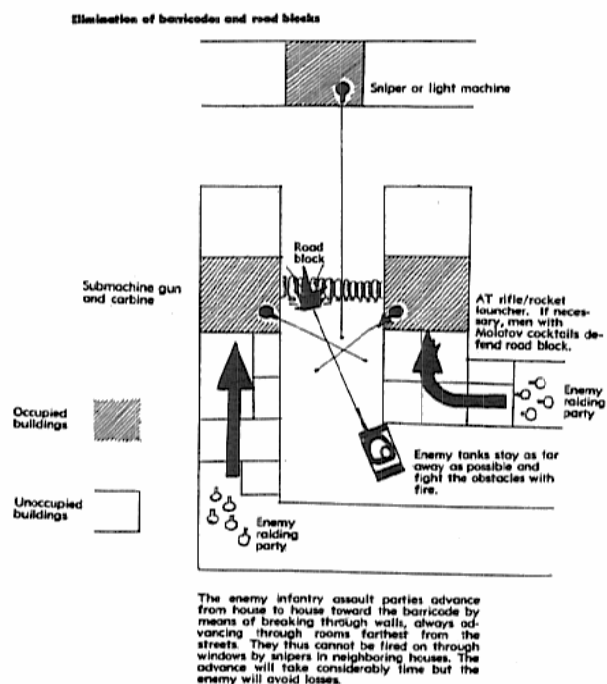 Elimination of barricodes and road blocks
Sniper or light machine
Road
block
Submachine gun
and carbine
AT rifle/rocket
launcher. If neces-
sary, men with
Molotov cocktails de-
fend road block.
Enemy
raiding
party
Occupied
buildings
Enemy tanks stay as far
away as possible and
fight the obstacles with
fire.
Unoccupied
buildings
Enemy
raiding
party
The enemy infantry assault parties advance
from house to house toward the barricode by
means of breaking through walls, always ad-
vancing through rooms farthest from the
streets. They thus cannot be fired on through
windows by snipers in neighboring houses. The
advance will take considerably time but the
enemy will avoid losses.